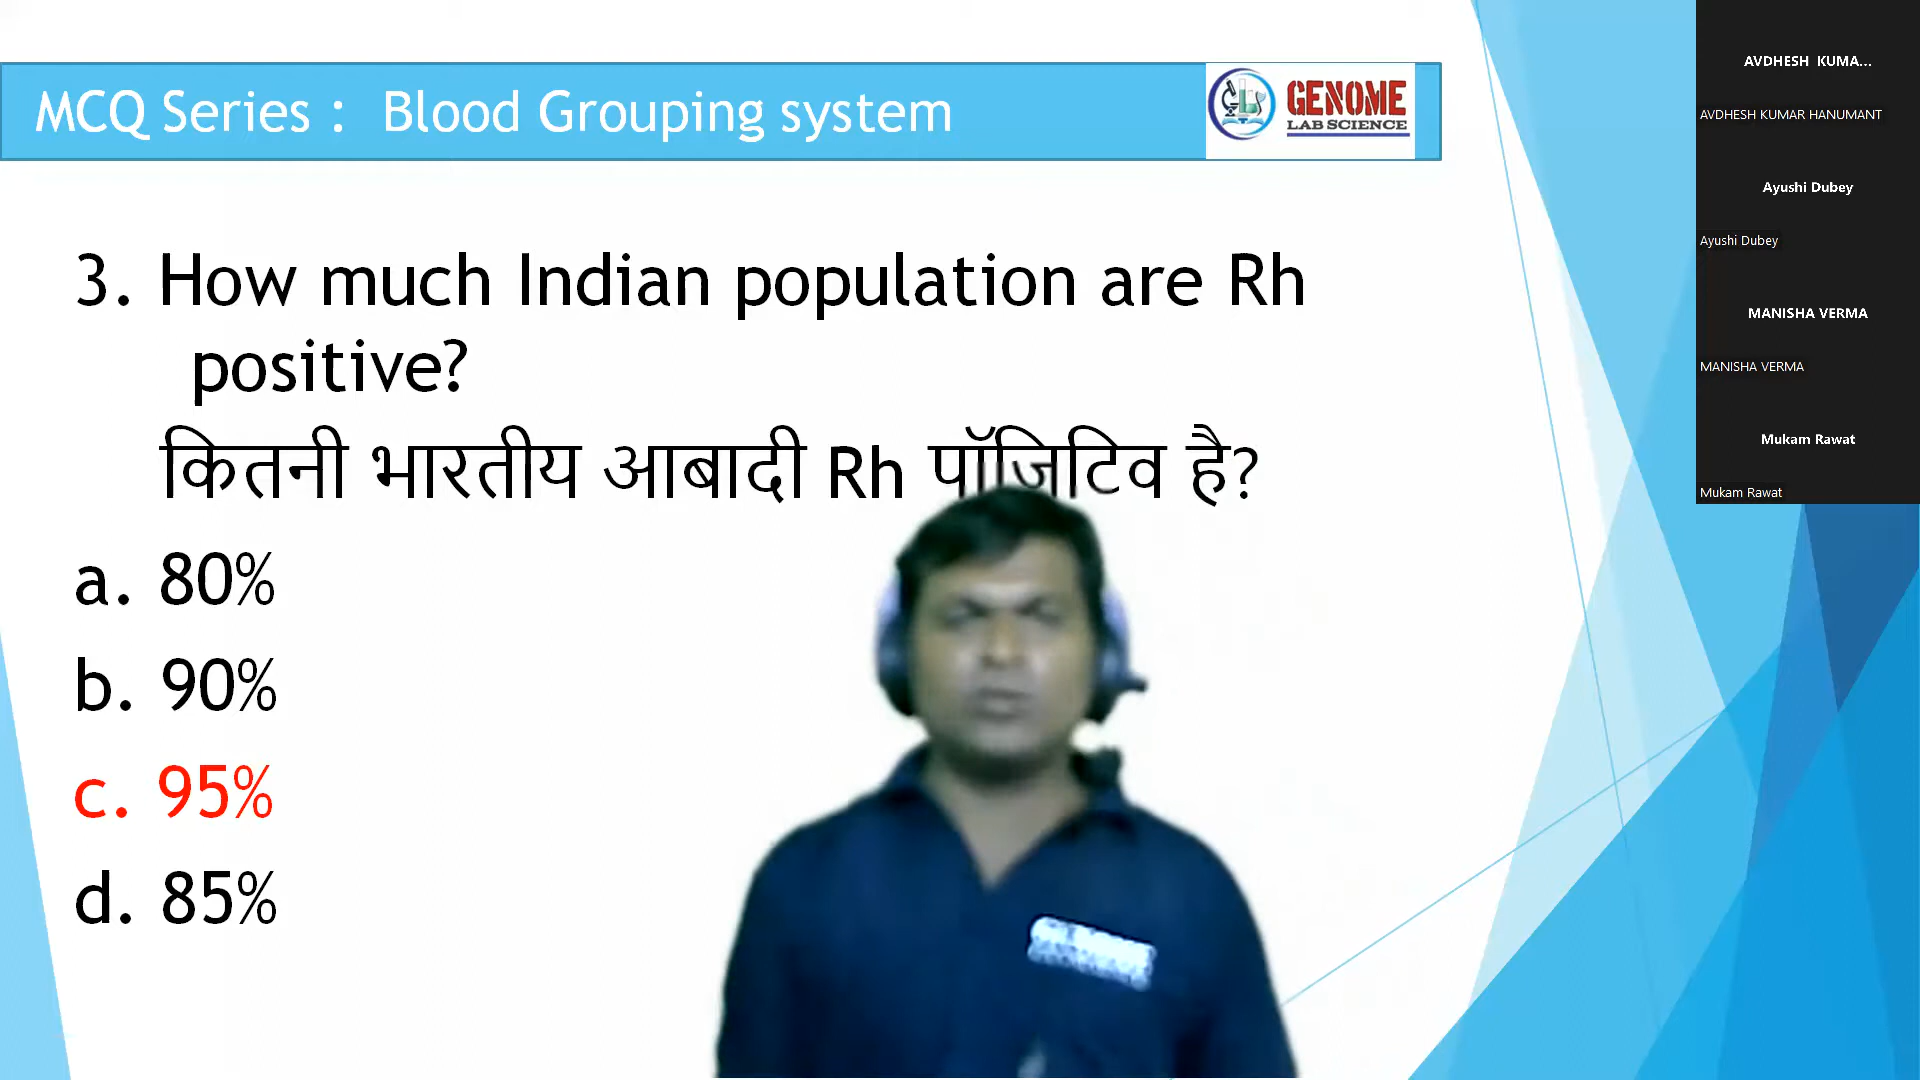 MCQ Series : Blood Grouping system
GENOME
LAB SCIENCE
3. How much Indian population are Rh
positive?
कितनी भारतीय आबादी Rh पॉजिटिव है?
a. 80%
b. 90%
c. 95%
d. 85%
AVDHESH KUMA...
AVDHESH KUMAR HANUMANT
Ayushi Dubey
Ayushi Dubey
MANISHA VERMA
MANISHA VERMA
Mukam Rawat
Mukam Rawat